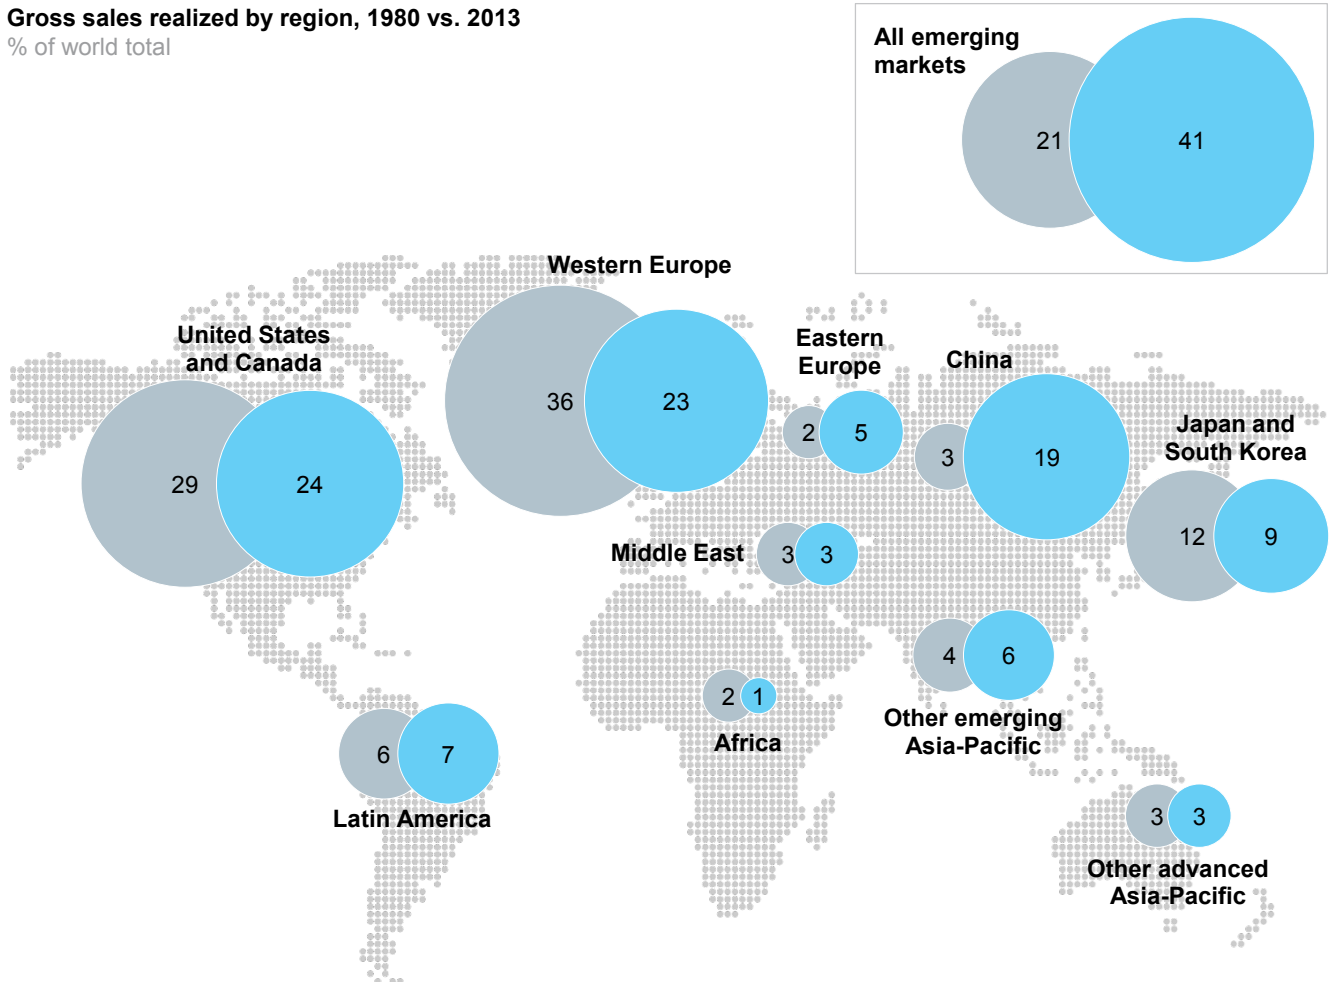 Gross sales realized by region, 1980 vs. 2013
% of world total
All emerging
markets
21
41
Western Europe
36
23
United States
and Canada
29
24
Eastern
Europe
2
5
China
3
19
Japan and
South Korea
12
9
Middle East
3
3
4
6
Other emerging
Asia-Pacific
2
1
Africa
6
7
Latin America
3
3
Other advanced
Asia-Pacific